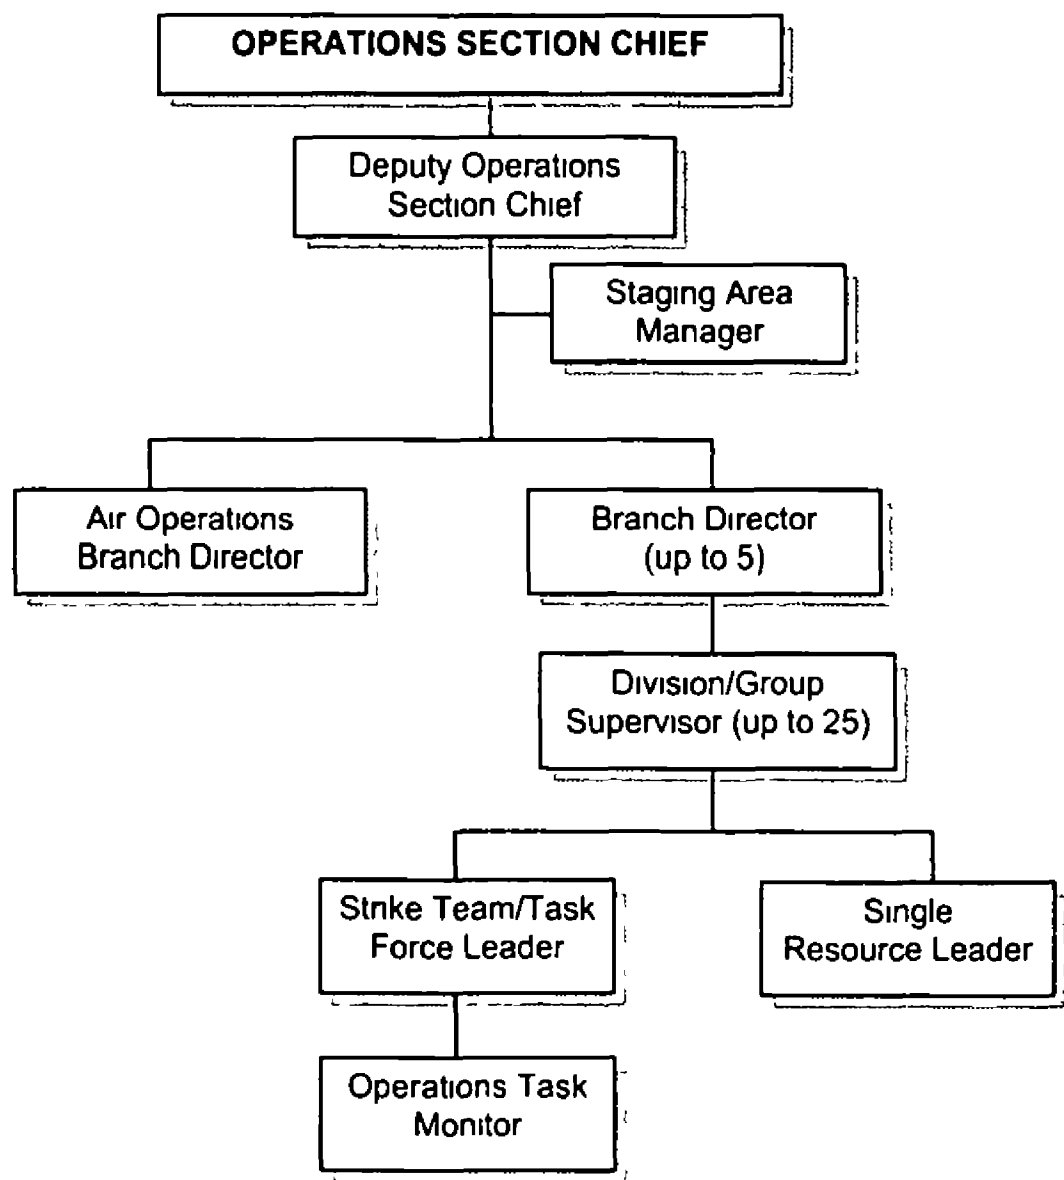 OPERATIONS SECTION CHIEF
Deputy Operations
Section Chief
Staging Area
Manager
Air Operations
Branch Director
Branch Director
(up to 5)
Division/Group
Supervisor (up to 25)
Strike Team/Task
Force Leader
Single
Resource Leader
Operations Task
Monitor